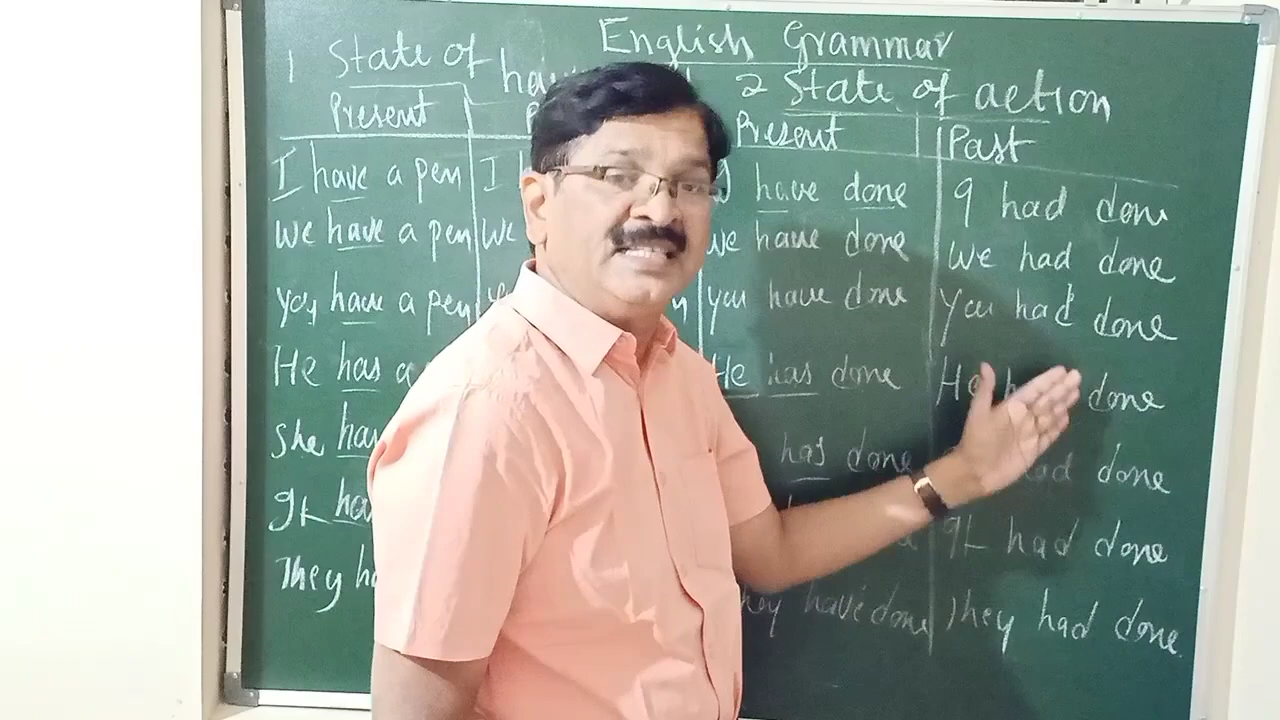 English Grammar
1 State of
2 State of action
Present
Present
Past
I have a pen
I
have done
I had done
We have a pen
We
we have done
We had done
You have a pen
you have done
You had done
He has a
He has done
He done
She has
has done
had done
It
It had done
They
They have done
They had done